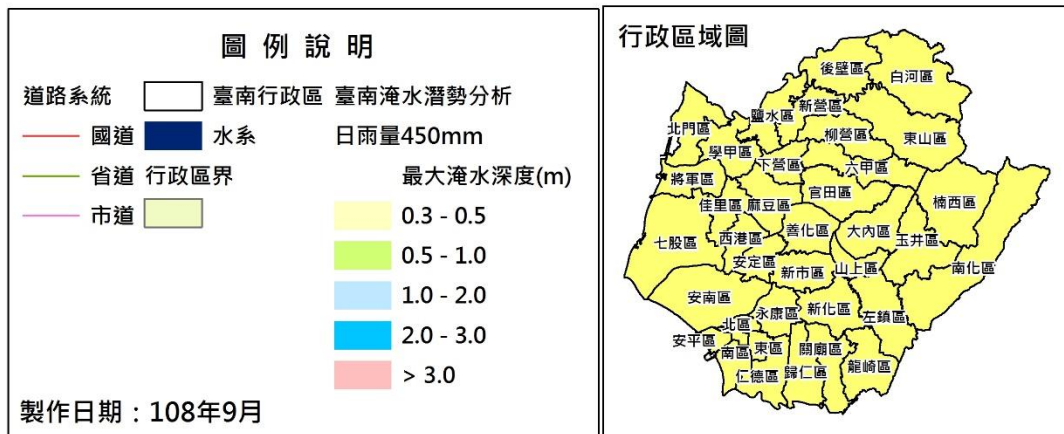 圖 例 說 明
道路系統 臺南行政區 臺南淹水潛勢分析
國道 水系 日雨量450mm
省道 行政區界 最大淹水深度(m)
市道
0.3 - 0.5
0.5 - 1.0
1.0 - 2.0
2.0 - 3.0
> 3.0
製作日期：108年9月
行政區域圖
後壁區
白河區
新營區
鹽水區
北門區
柳營區
東山區
學甲區
下營區
六甲區
將軍區
官田區
楠西區
佳里區
麻豆區
七股區
西港區
善化區
大內區
玉井區
安定區
新市區
山上區
南化區
安南區
永康區
新化區
左鎮區
北區
安平區
南區
東區
關廟區
仁德區
歸仁區
龍崎區